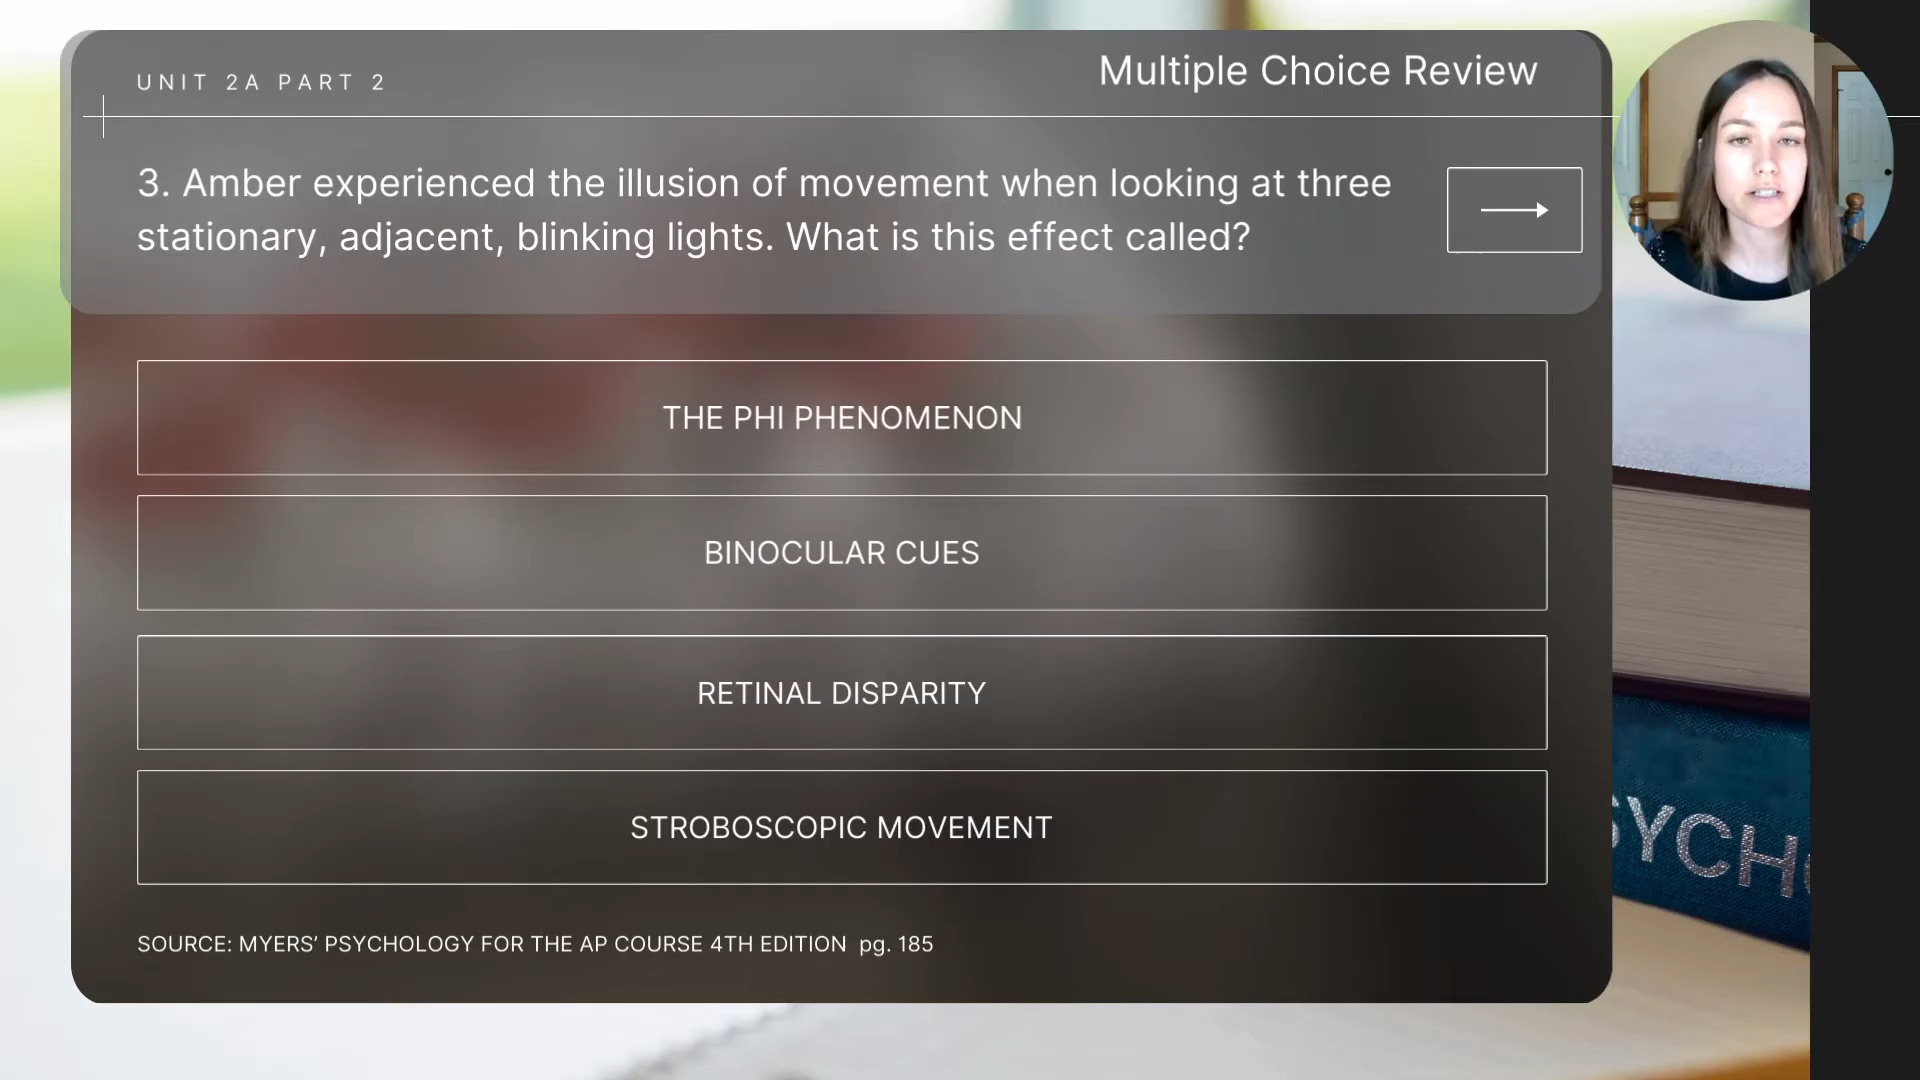 UNIT 2A PART 2
Multiple Choice Review
3. Amber experienced the illusion of movement when looking at three
stationary, adjacent, blinking lights. What is this effect called?
THE PHI PHENOMENON
BINOCULAR CUES
RETINAL DISPARITY
STROBOSCOPIC MOVEMENT
SOURCE: MYERS’ PSYCHOLOGY FOR THE AP COURSE 4TH EDITION pg. 185
SYCH